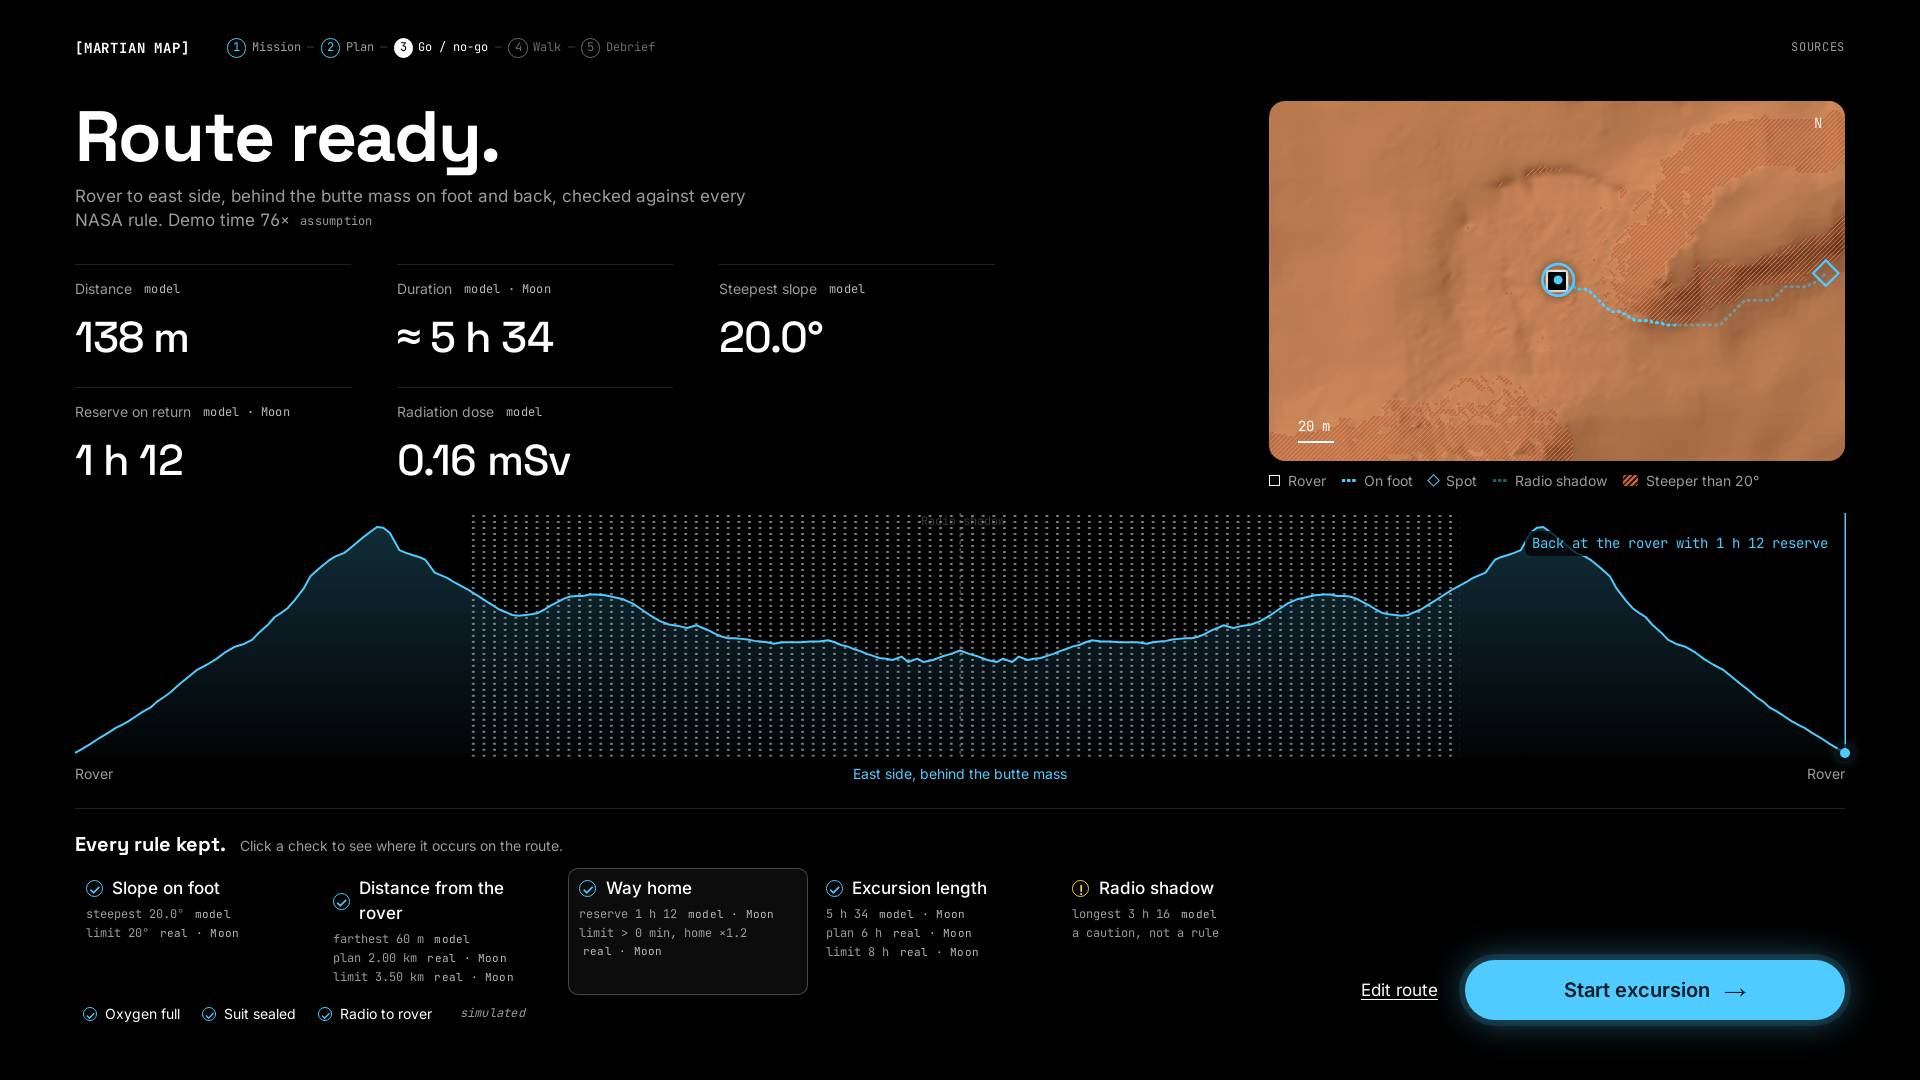 [MARTIAN MAP] 1 Mission — 2 Plan — 3 Go / no-go — 4 Walk — 5 Debrief SOURCES
Route ready.
Rover to east side, behind the butte mass on foot and back, checked against every
NASA rule. Demo time 76× assumption
Distance model
138 m
Duration model · Moon
≈ 5 h 34
Steepest slope model
20.0°
Reserve on return model · Moon
1 h 12
Radiation dose model
0.16 mSv
N
20 m
Rover On foot Spot Radio shadow Steeper than 20°
Radio shadow
Back at the rover with 1 h 12 reserve
Rover East side, behind the butte mass Rover
Every rule kept. Click a check to see where it occurs on the route.
Slope on foot
steepest 20.0° model
limit 20° real · Moon
Distance from the
rover
farthest 60 m model
plan 2.00 km real · Moon
limit 3.50 km real · Moon
Way home
reserve 1 h 12 model · Moon
limit > 0 min, home ×1.2
real · Moon
Excursion length
5 h 34 model · Moon
plan 6 h real · Moon
limit 8 h real · Moon
Radio shadow
longest 3 h 16 model
a caution, not a rule
Oxygen full Suit sealed Radio to rover simulated
Edit route
Start excursion →